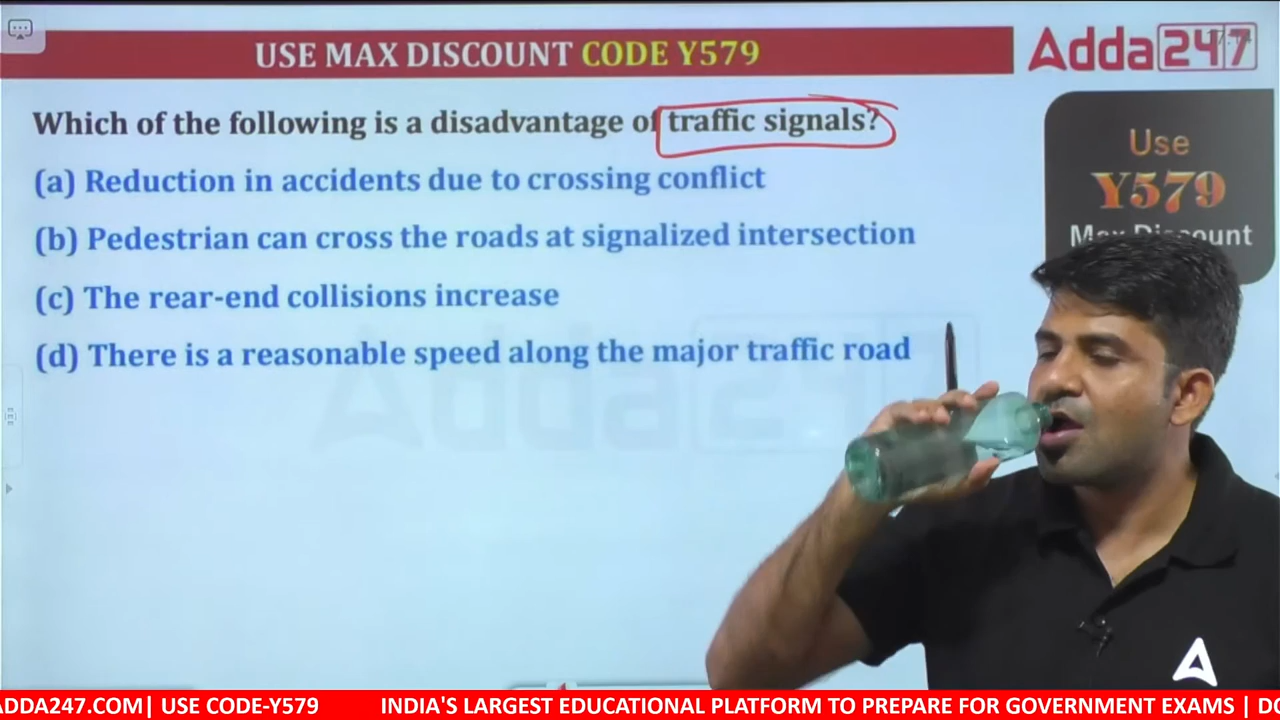 USE MAX DISCOUNT CODE Y579
Adda247
Which of the following is a disadvantage of traffic signals?
(a) Reduction in accidents due to crossing conflict
(b) Pedestrian can cross the roads at signalized intersection
(c) The rear-end collisions increase
(d) There is a reasonable speed along the major traffic road
Use
Y579
Max Discount
ADDA247.COM| USE CODE-Y579 INDIA'S LARGEST EDUCATIONAL PLATFORM TO PREPARE FOR GOVERNMENT EXAMS |